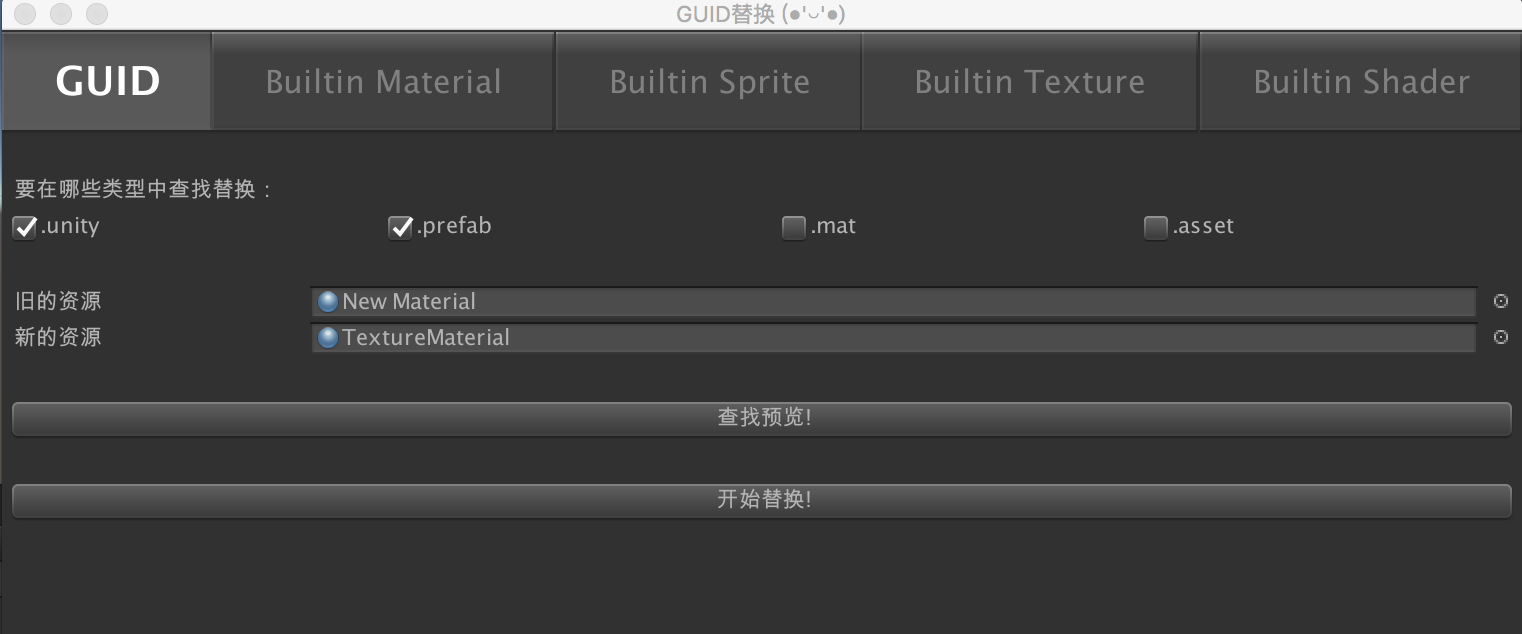 GUID替换 (●'◡'●)
GUID Builtin Material Builtin Sprite Builtin Texture Builtin Shader
要在哪些类型中查找替换：
.unity .prefab .mat .asset
旧的资源 New Material
新的资源 TextureMaterial
查找预览!
开始替换!